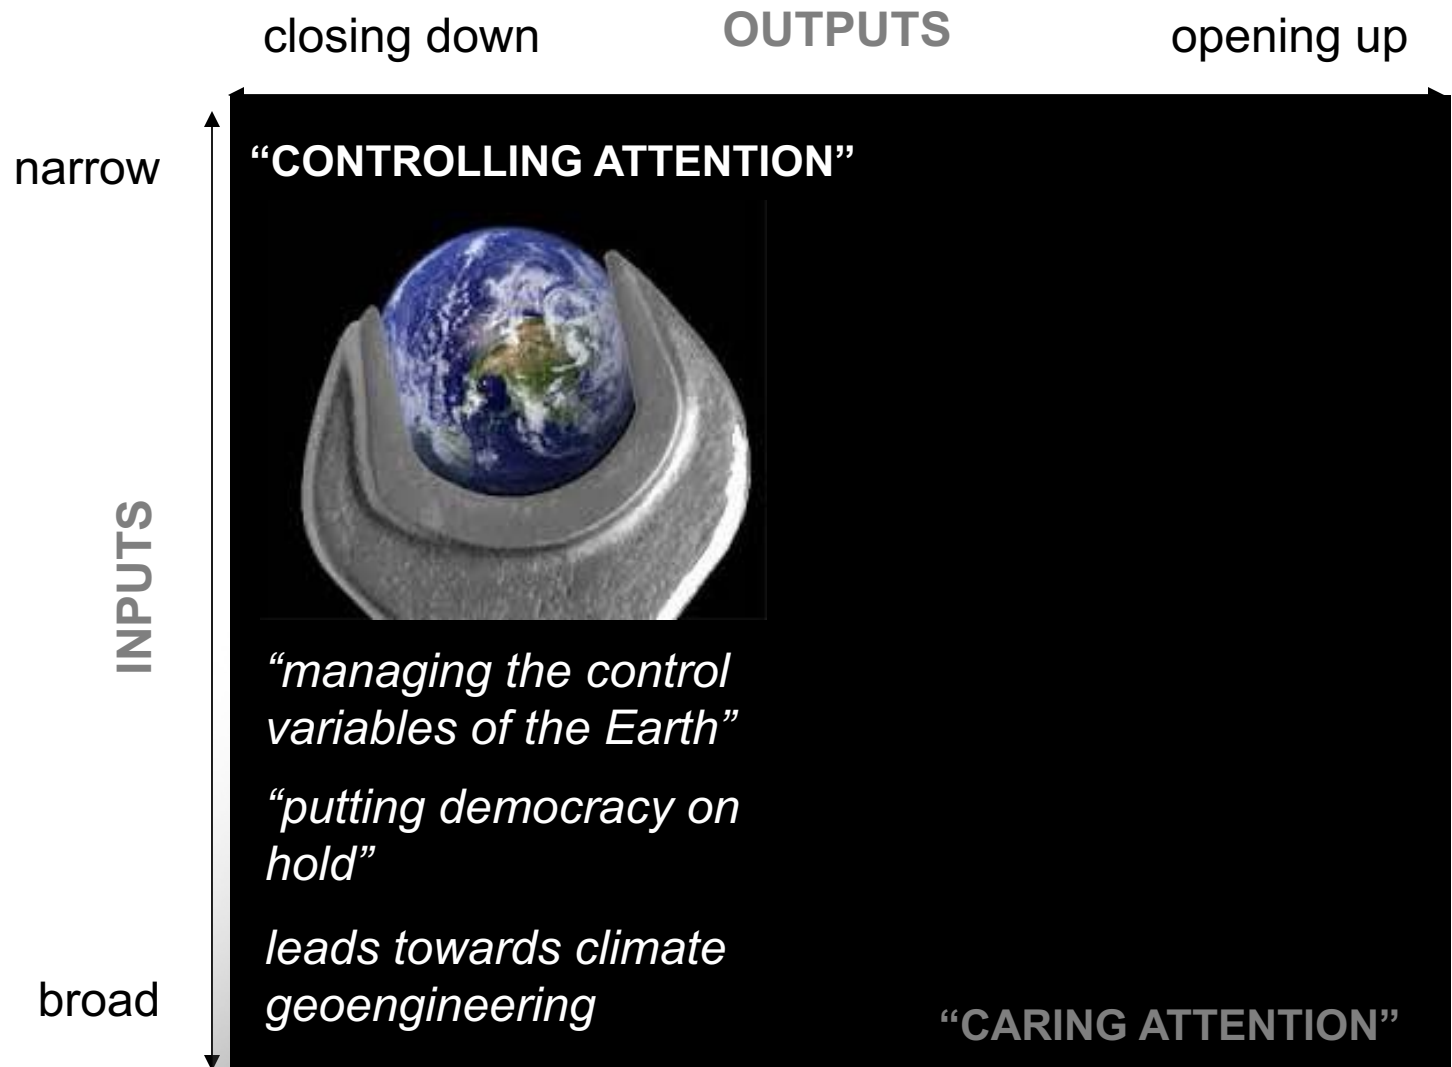 closing down OUTPUTS opening up
narrow
“CONTROLLING ATTENTION”
INPUTS
“managing the control
variables of the Earth”
“putting democracy on
hold”
leads towards climate
geoengineering
broad
“CARING ATTENTION”